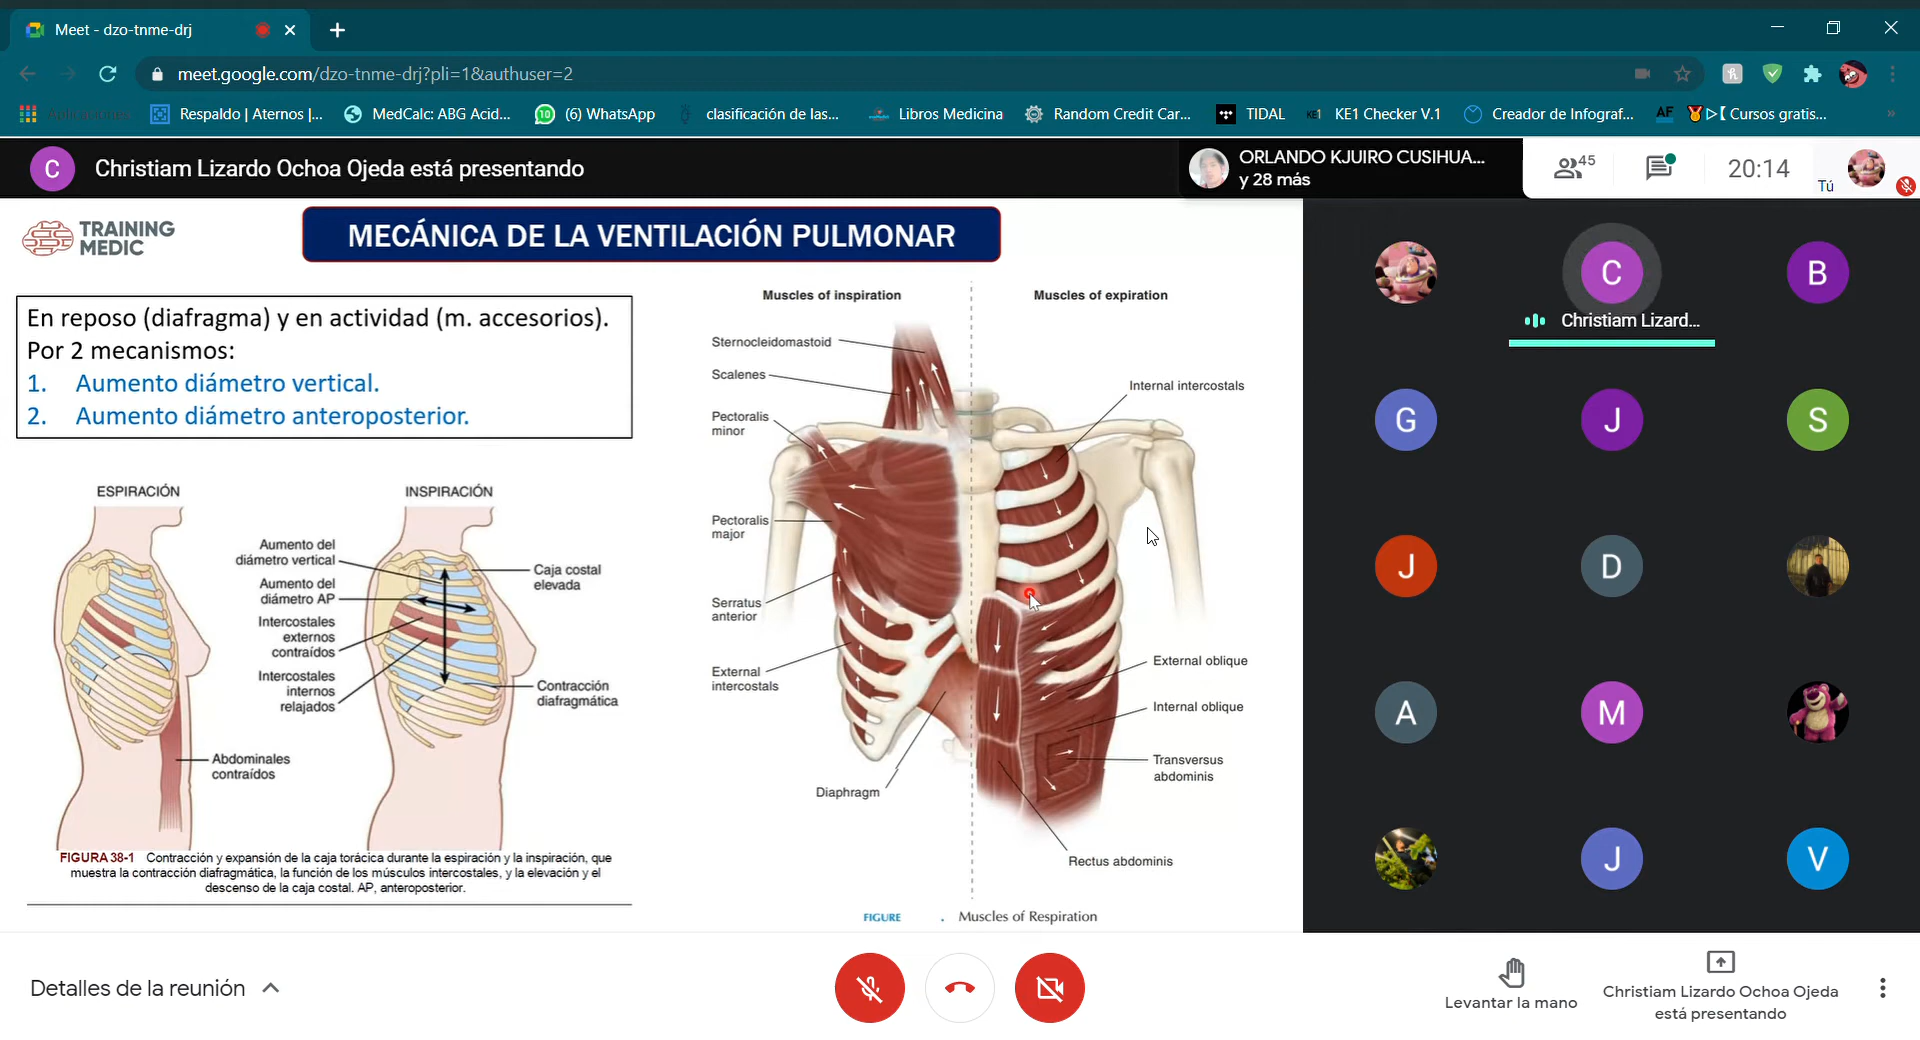 Meet - dzo-tnme-drj
meet.google.com/dzo-tnme-drj?pli=1&authuser=2
Aplicaciones
Respaldo | Aternos |...
MedCalc: ABG Acid...
10
(6) WhatsApp
clasificación de las...
Libros Medicina
Random Credit Car...
TIDAL
KE1
KE1 Checker V.1
Creador de Infograf...
AF
Cursos gratis...
»
C
Christiam Lizardo Ochoa Ojeda está presentando
ORLANDO KJUIRO CUSIHUA...
y 28 más
45
20:14
Tú
TRAINING
MEDIC
MECÁNICA DE LA VENTILACIÓN PULMONAR
En reposo (diafragma) y en actividad (m. accesorios).
Por 2 mecanismos:
1. Aumento diámetro vertical.
2. Aumento diámetro anteroposterior.
ESPIRACIÓN
INSPIRACIÓN
Aumento del
diámetro vertical
Aumento del
diámetro AP
Intercostales
externos
contraídos
Intercostales
internos
relajados
Caja costal
elevada
Contracción
diafragmática
Abdominales
contraídos
FIGURA 38-1 Contracción y expansión de la caja torácica durante la espiración y la inspiración, que
muestra la contracción diafragmática, la función de los músculos intercostales, y la elevación y el
descenso de la caja costal. AP, anteroposterior.
Muscles of inspiration
Muscles of expiration
Sternocleidomastoid
Scalenes
Pectoralis
minor
Pectoralis
major
Serratus
anterior
External
intercostals
Diaphragm
Internal intercostals
External oblique
Internal oblique
Transversus
abdominis
Rectus abdominis
FIGURE . Muscles of Respiration
C
B
Christiam Lizard...
G
J
S
J
D
A
M
J
V
Detalles de la reunión
Levantar la mano
Christiam Lizardo Ochoa Ojeda
está presentando